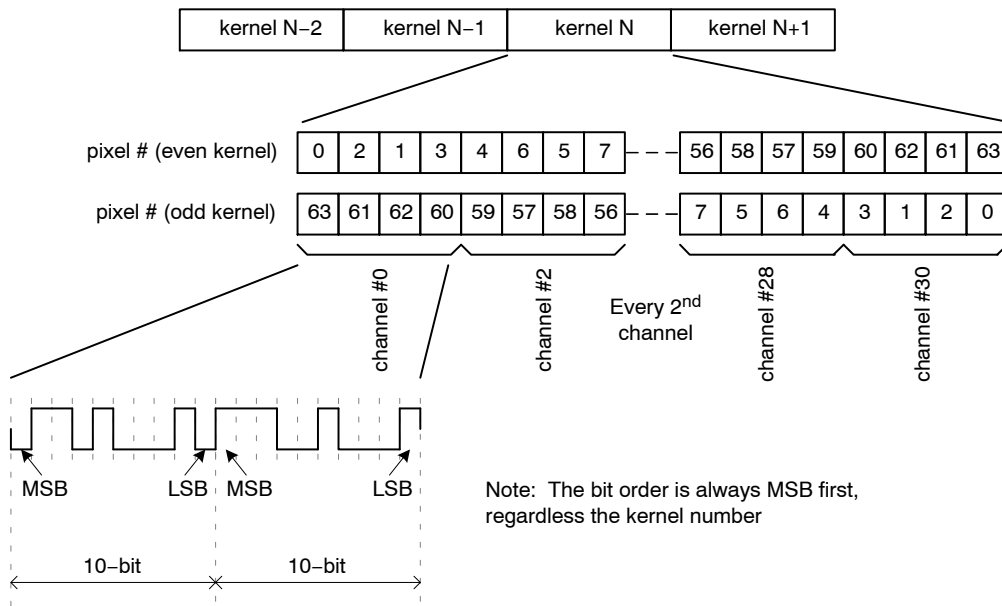 kernel N−2 kernel N−1 kernel N kernel N+1
pixel # (even kernel) 0 2 1 3 4 6 5 7 56 58 57 59 60 62 61 63
pixel # (odd kernel) 63 61 62 60 59 57 58 56 7 5 6 4 3 1 2 0
channel #0
channel #2
Every 2nd
channel
channel #28
channel #30
MSB LSB MSB LSB
Note: The bit order is always MSB first,
regardless the kernel number
10−bit 10−bit